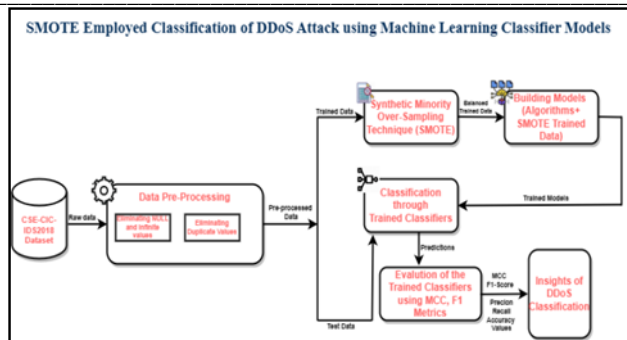 SMOTE Employed Classification of DDoS Attack using Machine Learning Classifier Models
Trained Data
Synthetic Minority
Over-Sampling
Technique (SMOTE)
Balanced
Trained Data
Building Models
(Algorithms+
SMOTE Trained
Data)
CSE-CIC-
IDS2018
Dataset
Raw data
Data Pre-Processing
Eliminating NULL
and Infinite
values
Eliminating
Duplicate Values
Pre-processed
Data
Classification
through
Trained Classifiers
Trained Models
Predictions
Test Data
Evalution of the
Trained Classifiers
using MCC, F1
Metrics
MCC
F1-Score
Precion
Recall
Accuracy
Values
Insights of
DDoS
Classification